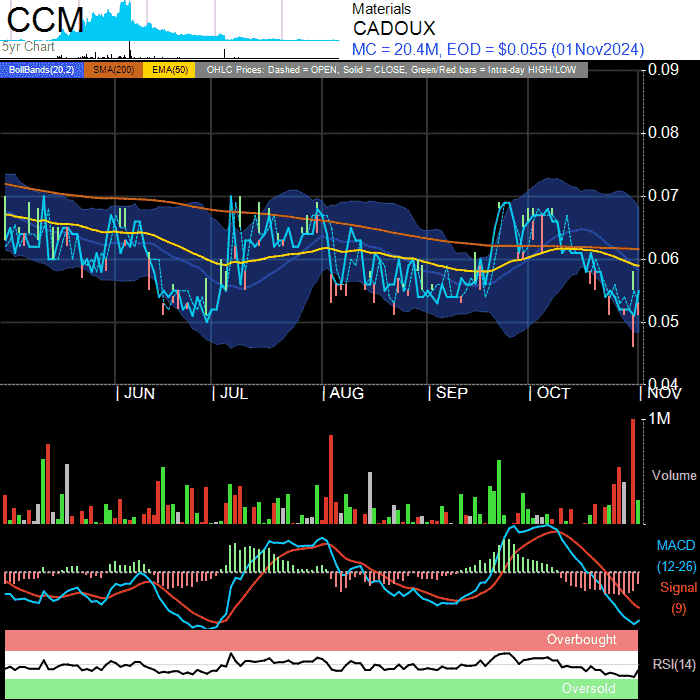 CCM
5yr Chart
Materials
CADOUX
MC = 20.4M, EOD = $0.055 (01Nov2024)
BollBands(20,2) SMA(200) EMA(50) OHLC Prices: Dashed = OPEN, Solid = CLOSE, Green/Red bars = Intra-day HIGH/LOW
0.09
0.08
0.07
0.06
0.05
0.04
| JUN | JUL | AUG | SEP | OCT | NOV
1M
Volume
MACD
(12-26)
Signal
(9)
Overbought
RSI(14)
Oversold